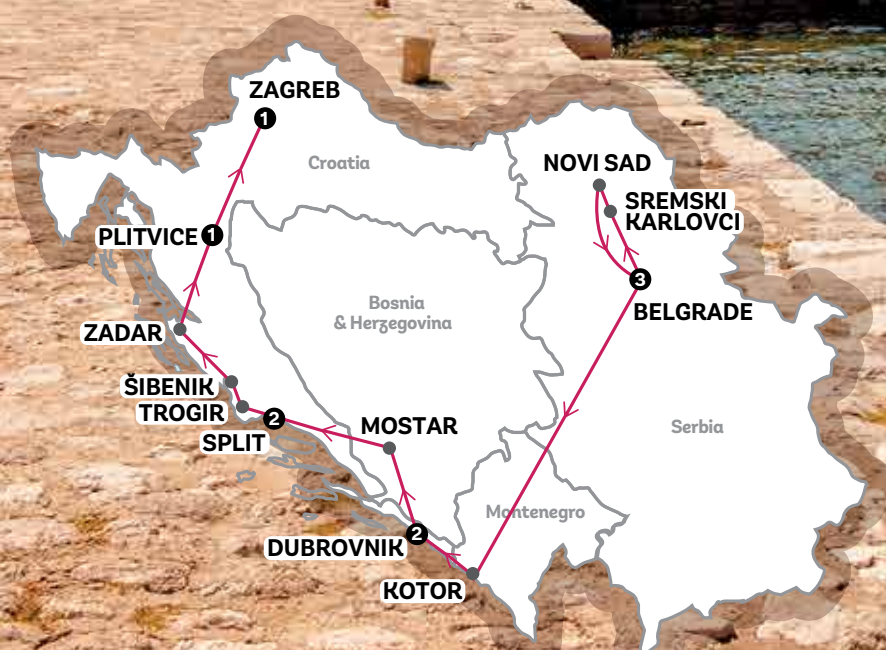 ZAGREB
1
Croatia
NOVI SAD
SREMSKI
KARLOVCI
PLITVICE 1
3
BELGRADE
Bosnia
& Herzegovina
ZADAR
ŠIBENIK
TROGIR
2
SPLIT
MOSTAR
Serbia
Montenegro
DUBROVNIK 2
KOTOR